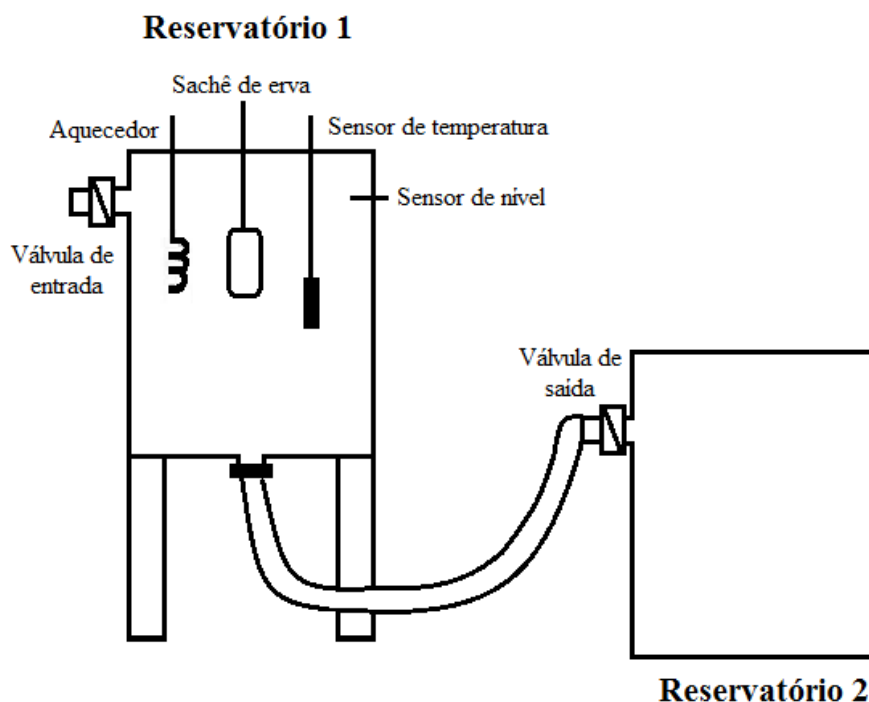 Reservatório 1
Sachê de erva
Aquecedor
Sensor de temperatura
Sensor de nível
Válvula de
entrada
Válvula de
saída
Reservatório 2